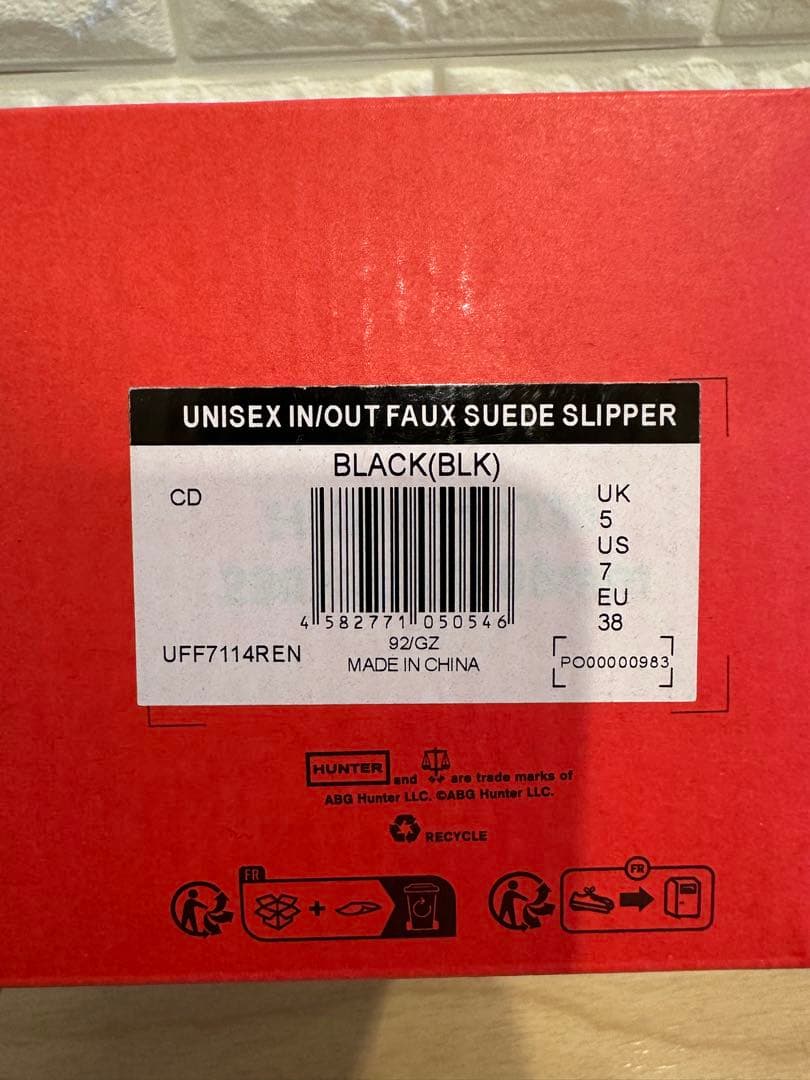 UNISEX IN/OUT FAUX SUEDE SLIPPER
BLACK(BLK)
CD
UK
5
US
7
EU
38
4 582771 050546
92/GZ
MADE IN CHINA
UFF7114REN
PO00000983
HUNTER and are trade marks of
ABG Hunter LLC. ©ABG Hunter LLC.
RECYCLE
FR
FR